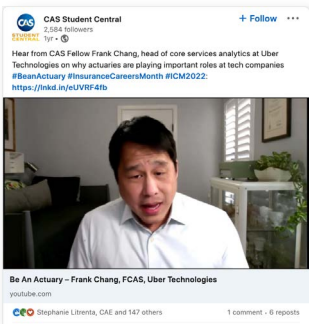 CAS
STUDENT
CENTRAL
CAS Student Central
+ Follow ...
2,584 followers
1yr •
Hear from CAS Fellow Frank Chang, head of core services analytics at Uber
Technologies on why actuaries are playing important roles at tech companies
#BeanActuary #InsuranceCareersMonth #ICM2022:
https://lnkd.in/eUVRF4fb
Be An Actuary – Frank Chang, FCAS, Uber Technologies
youtube.com
Stephanie Litrenta, CAE and 147 others
1 comment • 6 reposts